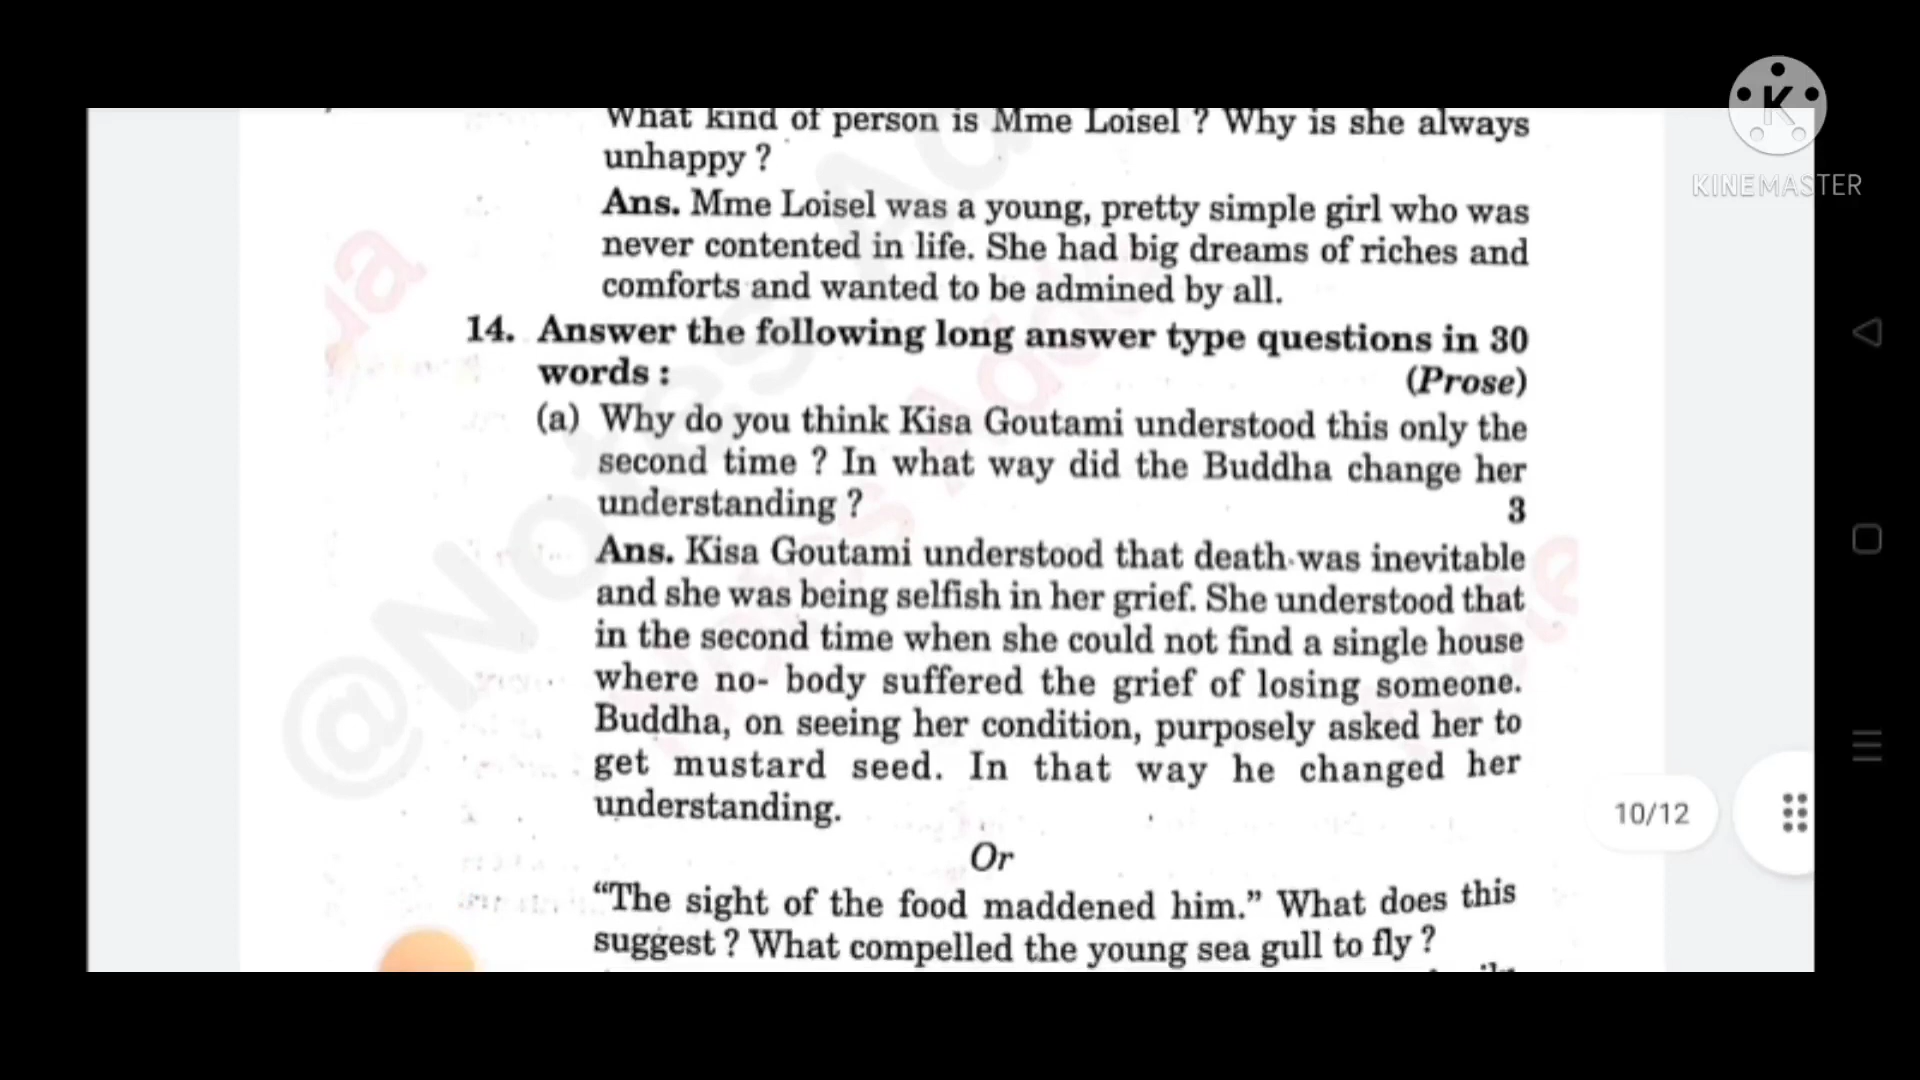 What kind of person is Mme Loisel ? Why is she always
unhappy ?
KINEMASTER
Ans. Mme Loisel was a young, pretty simple girl who was
never contented in life. She had big dreams of riches and
comforts and wanted to be admined by all.
14. Answer the following long answer type questions in 30
words : (Prose)
(a) Why do you think Kisa Goutami understood this only the
second time ? In what way did the Buddha change her
understanding ? 3
Ans. Kisa Goutami understood that death was inevitable
and she was being selfish in her grief. She understood that
in the second time when she could not find a single house
where no- body suffered the grief of losing someone.
Buddha, on seeing her condition, purposely asked her to
get mustard seed. In that way he changed her
understanding.
10/12
Or
“The sight of the food maddened him.” What does this
suggest ? What compelled the young sea gull to fly ?